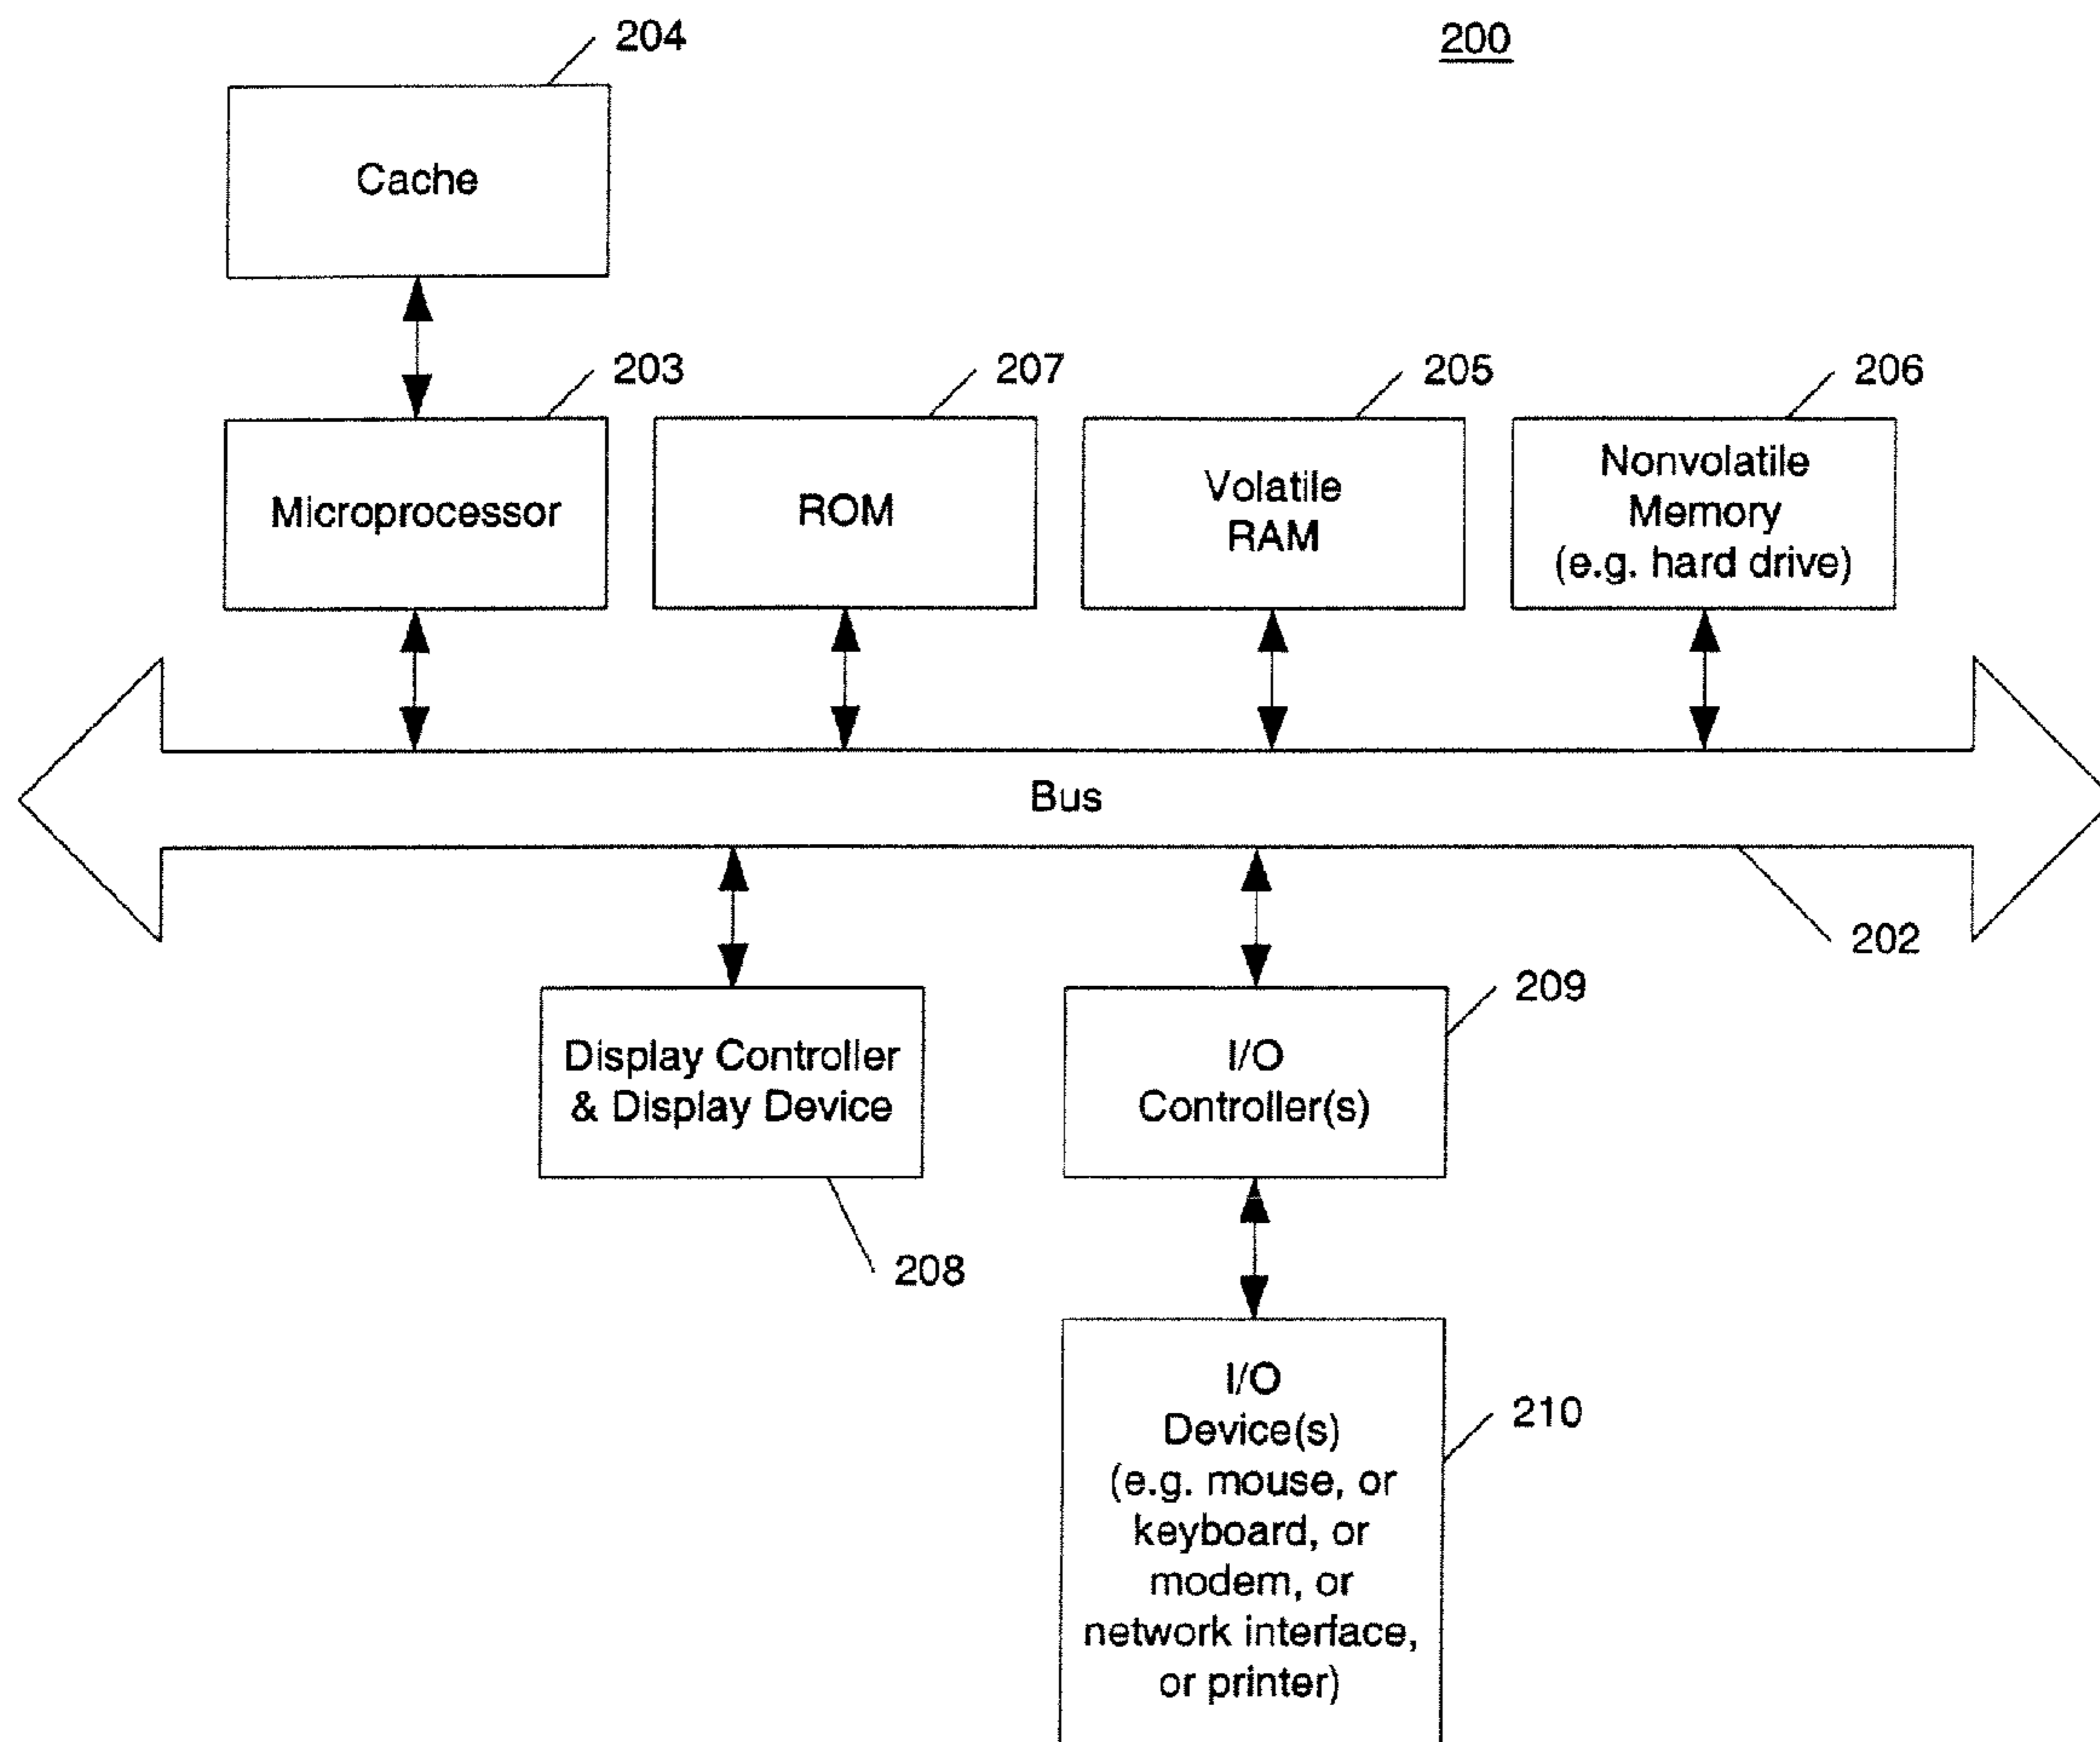 204
200
Cache
203
207
205
206
Microprocessor
ROM
Volatile
RAM
Nonvolatile
Memory
(e.g. hard drive)
Bus
202
209
Display Controller
& Display Device
I/O
Controller(s)
208
I/O
Device(s)
(e.g. mouse, or
keyboard, or
modem, or
network interface,
or printer)
210